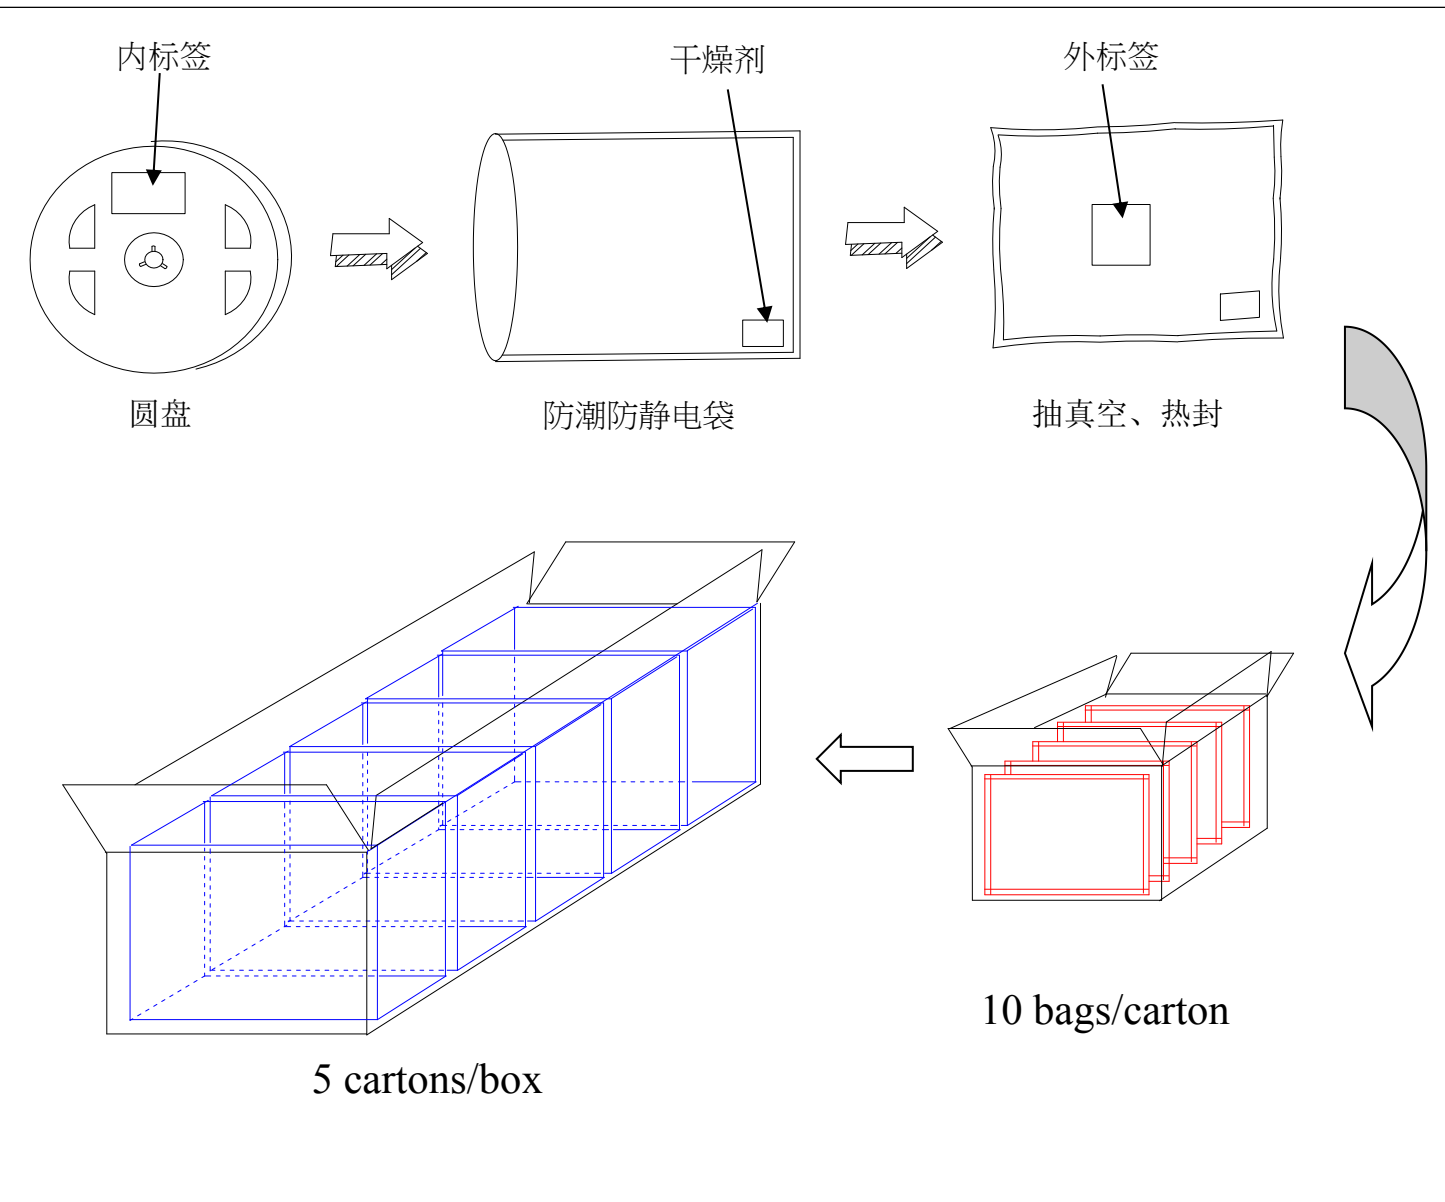 内标签
干燥剂
外标签
圆盘
防潮防静电袋
抽真空、热封
10 bags/carton
5 cartons/box